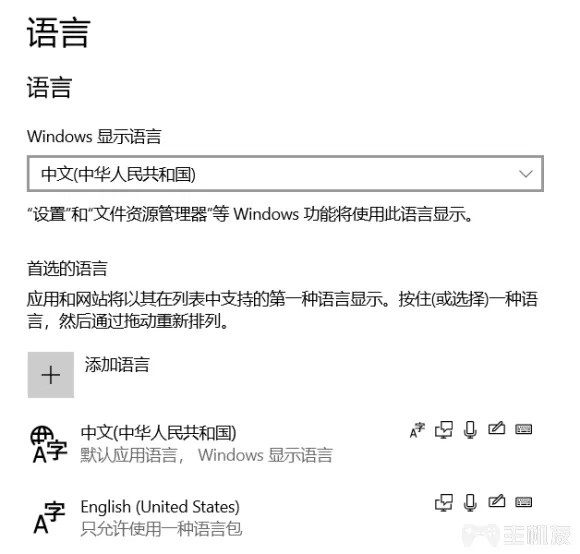 语言
语言
Windows 显示语言
中文(中华人民共和国)
“设置”和“文件资源管理器”等 Windows 功能将使用此语言显示。
首选的语言
应用和网站将以其在列表中支持的第一种语言显示。按住(或选择)一种语
言，然后通过拖动重新排列。
添加语言
中文(中华人民共和国)
默认应用语言， Windows 显示语言
English (United States)
只允许使用一种语言包
主机家